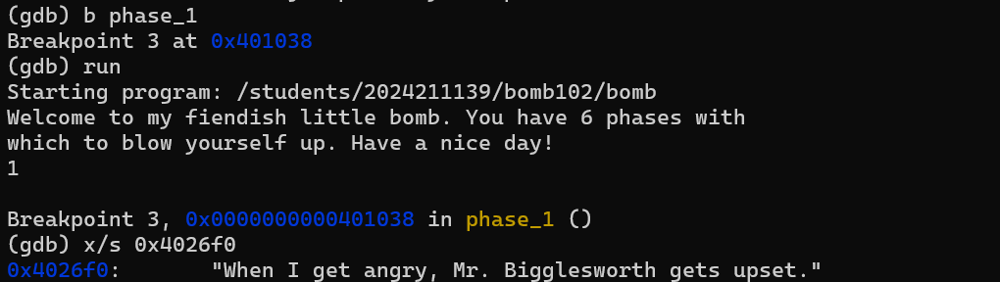 (gdb) b phase_1
Breakpoint 3 at 0x401038
(gdb) run
Starting program: /students/2024211139/bomb102/bomb
Welcome to my fiendish little bomb. You have 6 phases with
which to blow yourself up. Have a nice day!
1
Breakpoint 3, 0x0000000000401038 in phase_1 ()
(gdb) x/s 0x4026f0
0x4026f0:       "When I get angry, Mr. Bigglesworth gets upset."